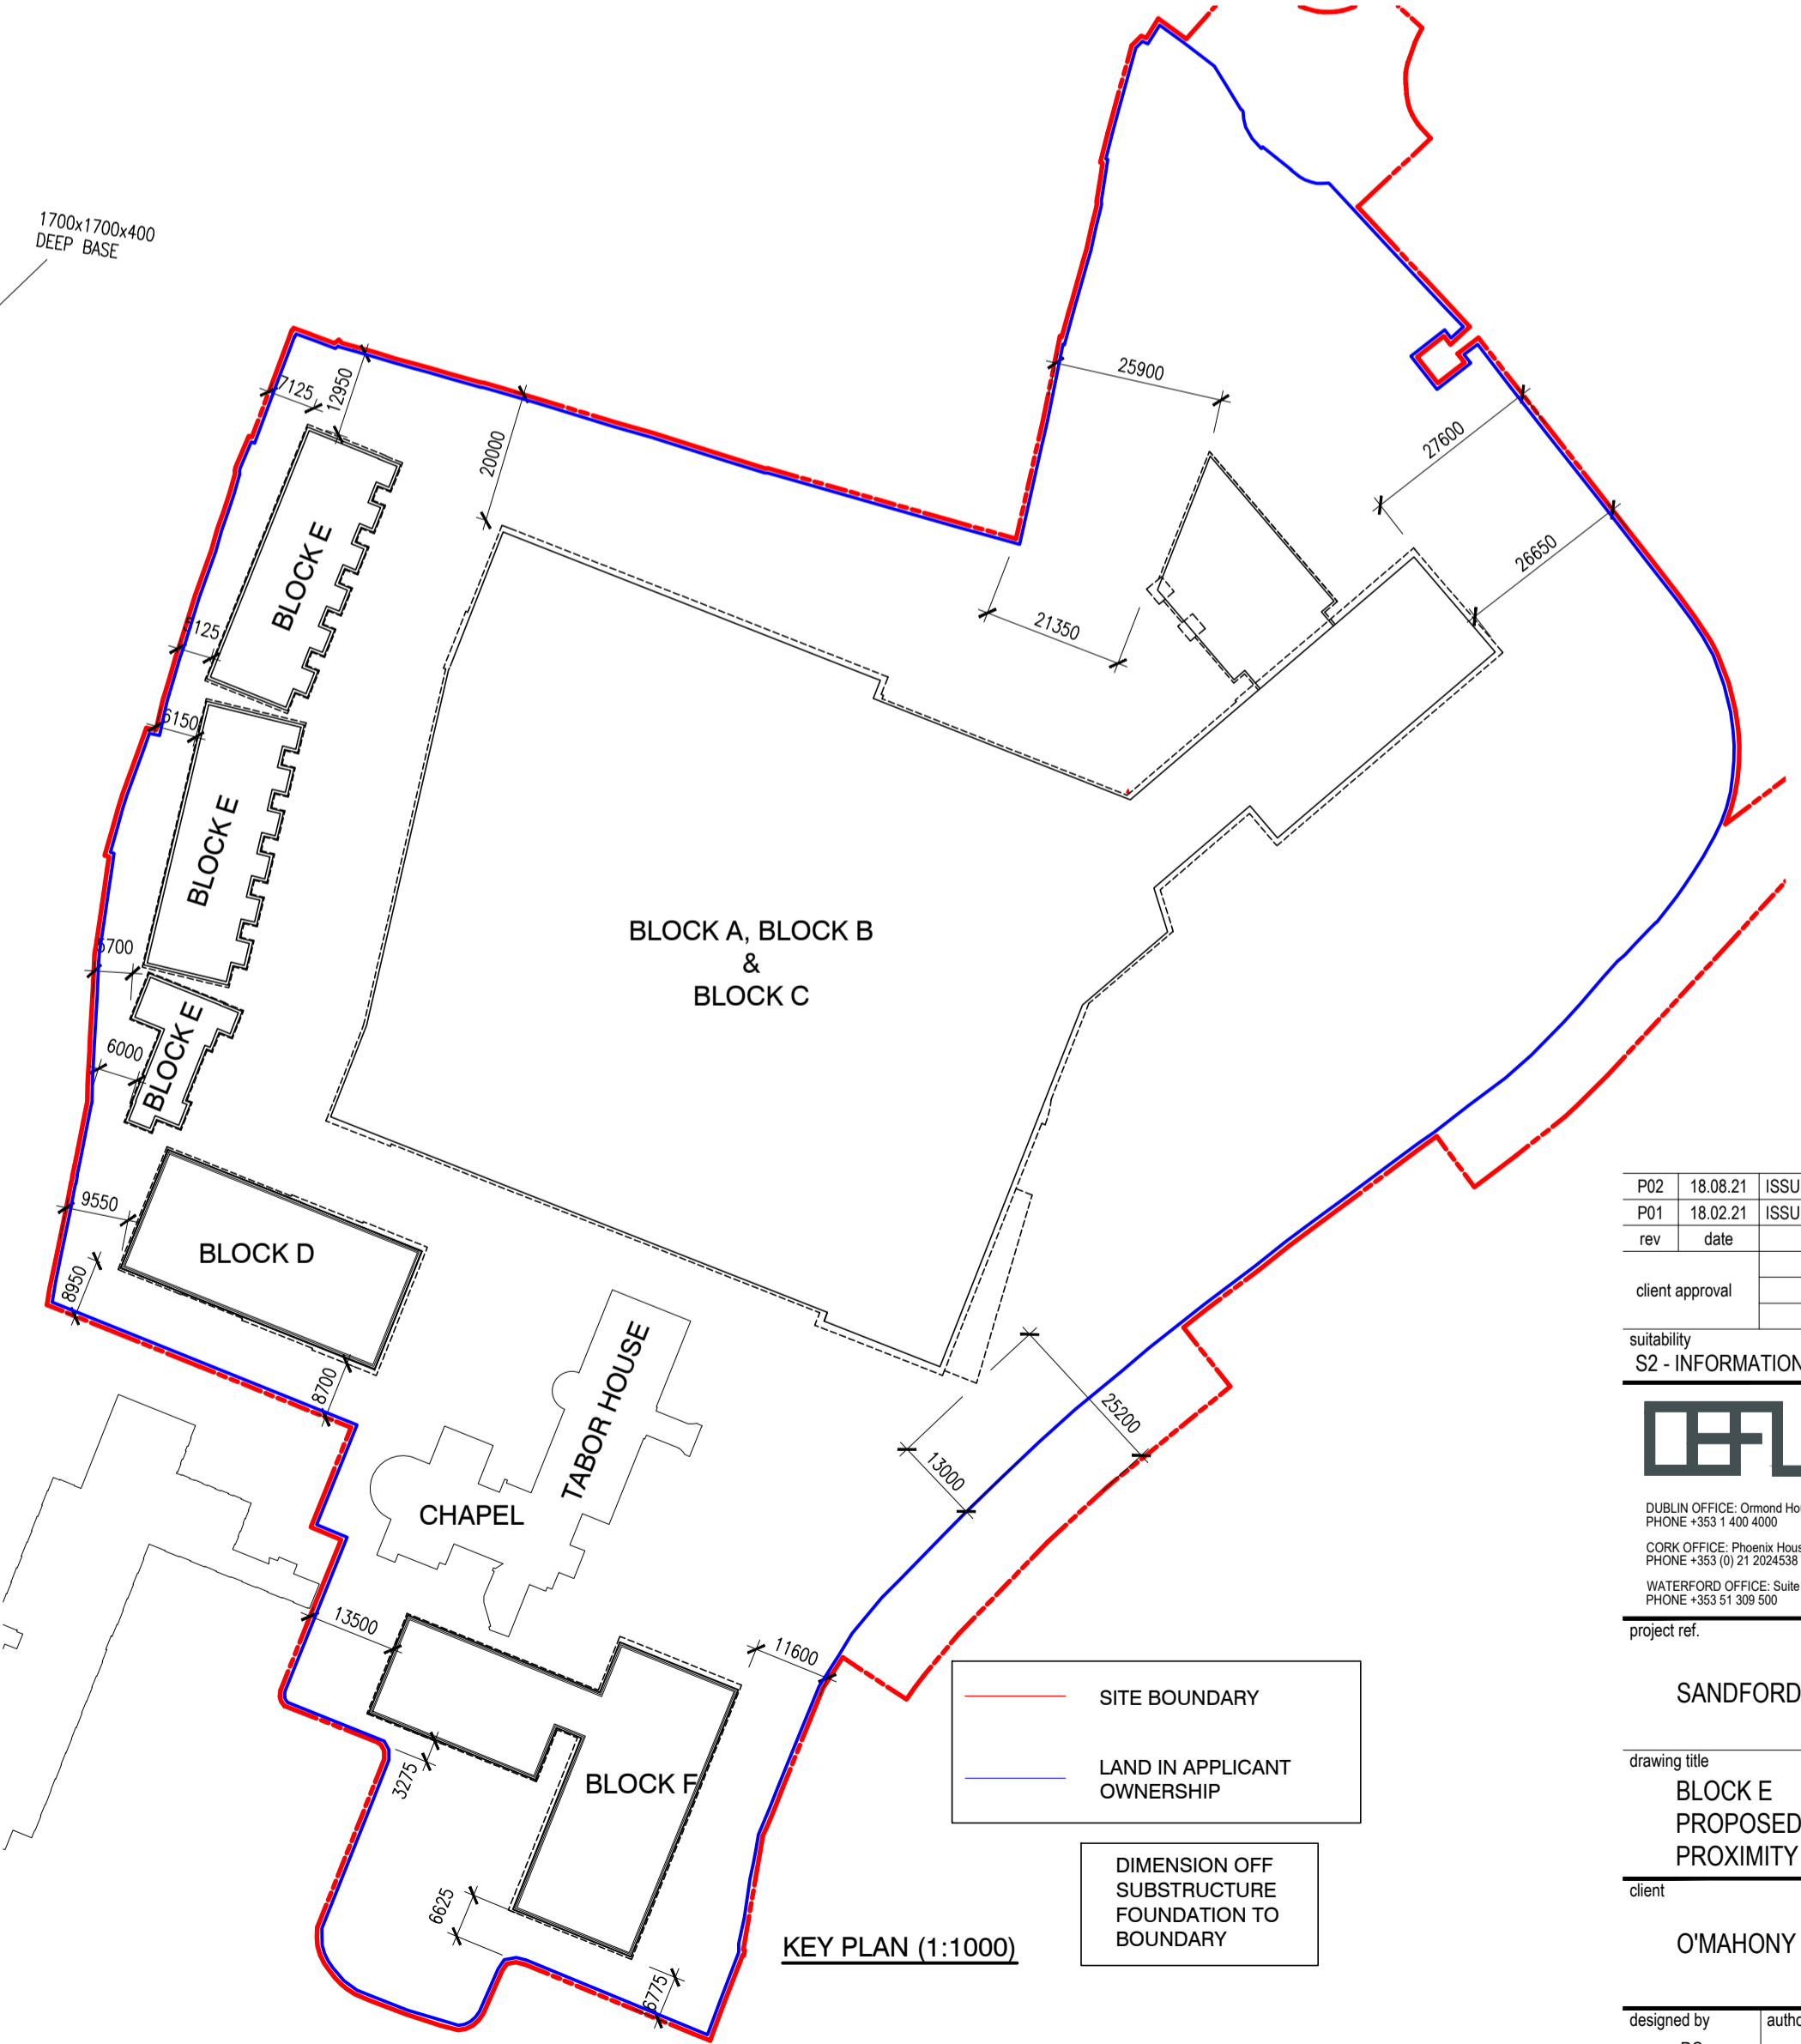 1700x1700x400
DEEP BASE
7125
12950
20000
25900
27600
26650
21350
BLOCK E
6150
BLOCK E
5700
BLOCK E
6000
BLOCK A, BLOCK B
&
BLOCK C
9550
8950
BLOCK D
8700
TABOR HOUSE
CHAPEL
25200
13000
13500
11600
3275
BLOCK F
6625
6775
SITE BOUNDARY
LAND IN APPLICANT
OWNERSHIP
DIMENSION OFF
SUBSTRUCTURE
FOUNDATION TO
BOUNDARY
KEY PLAN (1:1000)
P02 18.08.21
P01 18.02.21
rev date
client approval
suitability
S2 - INFORMATION
DUBLIN OFFICE: Ormond
PHONE +353 1 400 4000
CORK OFFICE: Phoenix
PHONE +353 (0) 21 2024538
WATERFORD OFFICE: Suite
PHONE +353 51 309 500
project ref.
SANDFORD
drawing title
BLOCK E
PROPOSED
PROXIMITY
client
O'MAHONY
designed by